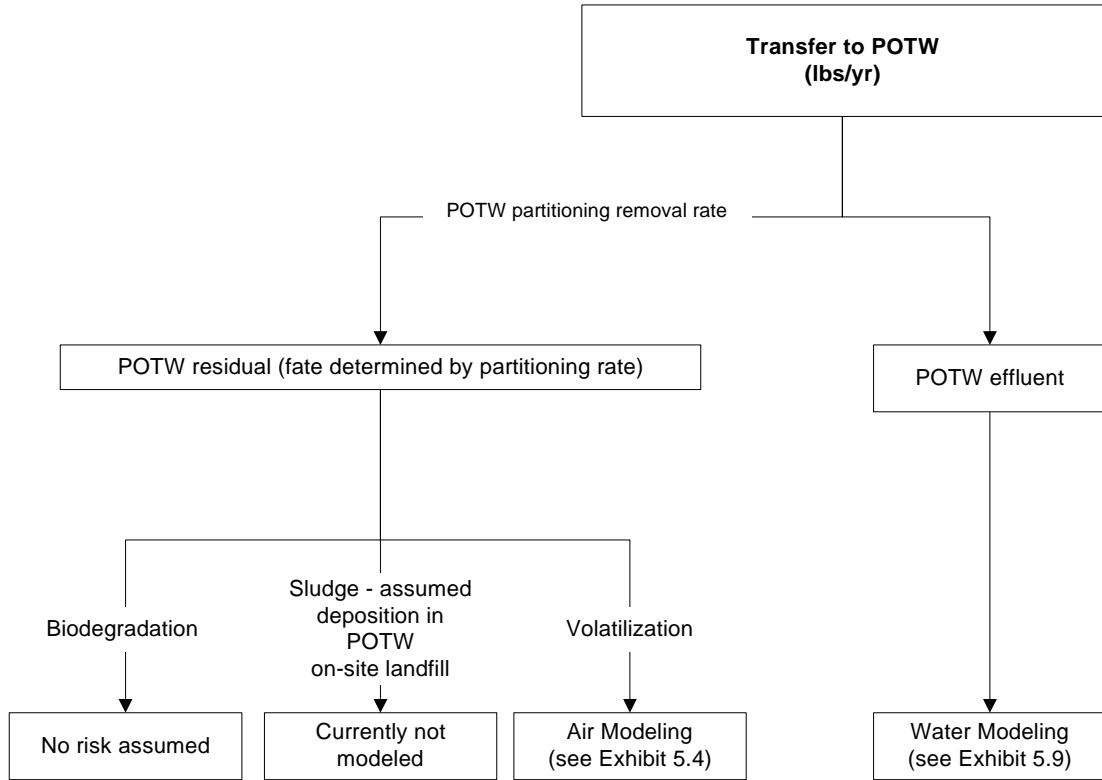 Transfer to POTW
(lbs/yr)
POTW partitioning removal rate
POTW residual (fate determined by partitioning rate)
POTW effluent
Biodegradation
Sludge - assumed
deposition in
POTW
on-site landfill
Volatilization
No risk assumed
Currently not
modeled
Air Modeling
(see Exhibit 5.4)
Water Modeling
(see Exhibit 5.9)